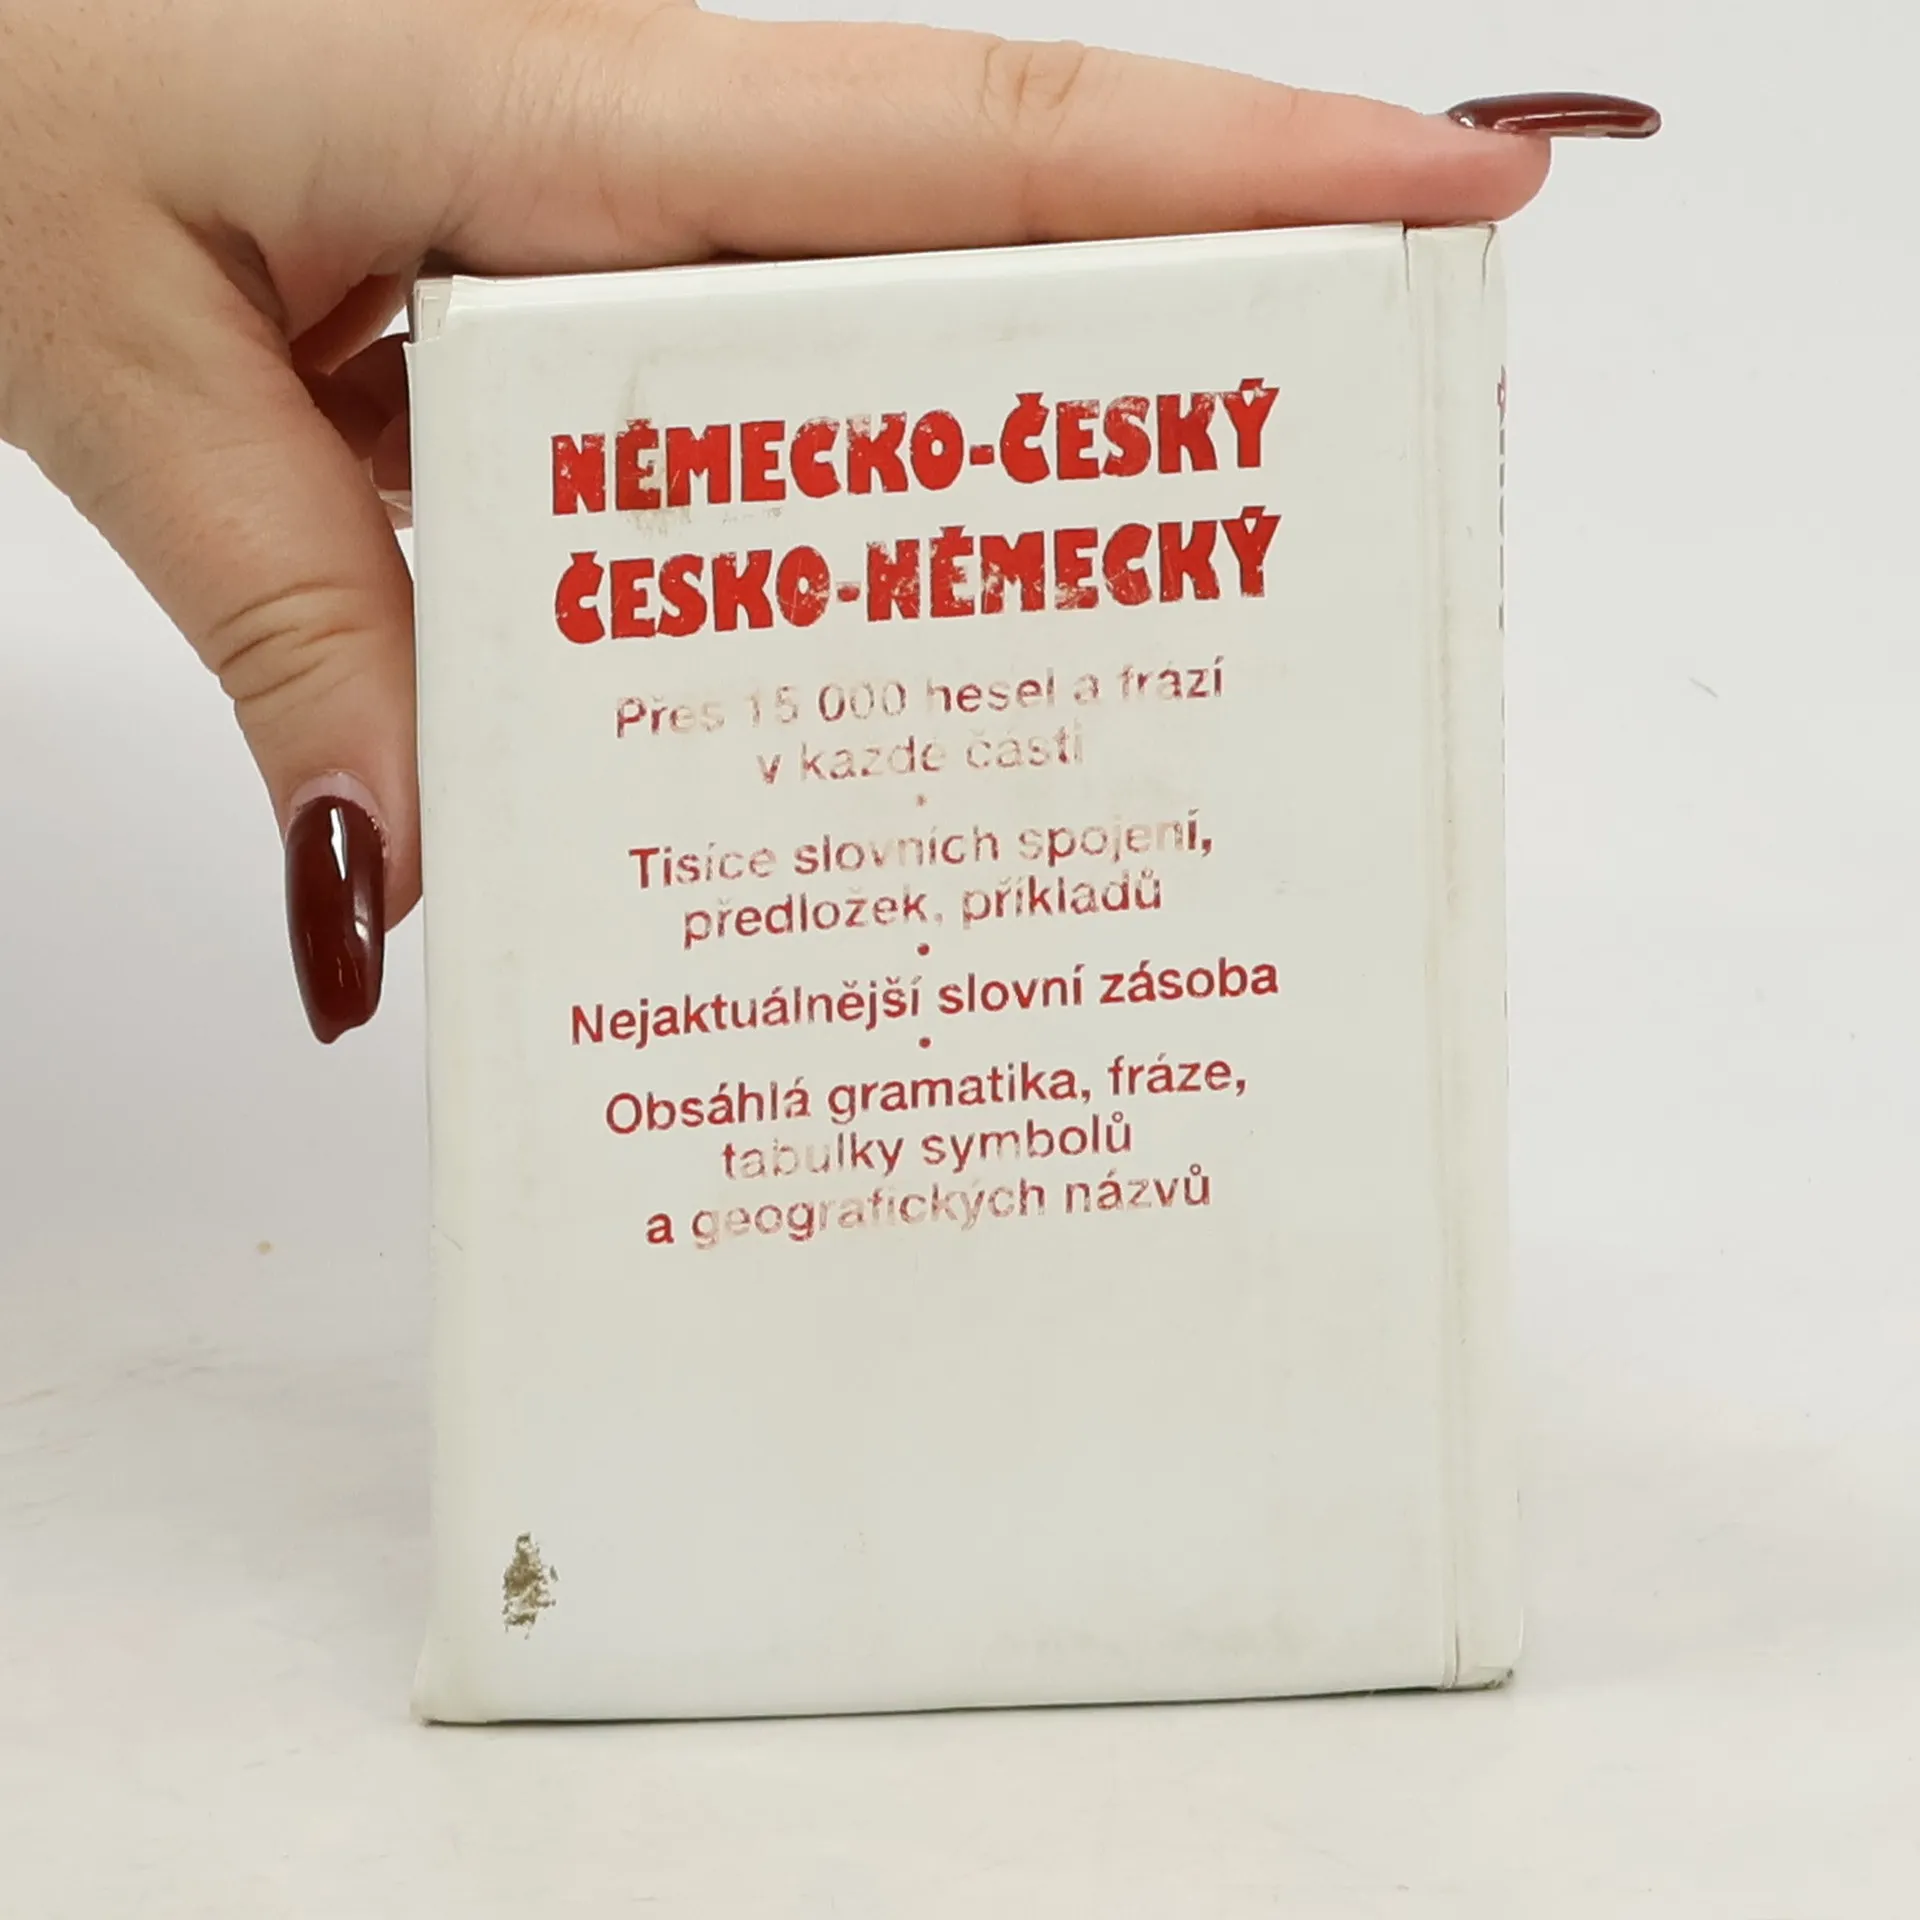 NĚMECKO-ČESKÝ
ČESKO-NĚMECKÝ
Přes 15 000 hesel a frází
v každé části
•
Tisíce slovních spojení,
předložek, příkladů
•
Nejaktuálnější slovní zásoba
•
Obsáhlá gramatika, fráze,
tabulky symbolů
a geografických názvů